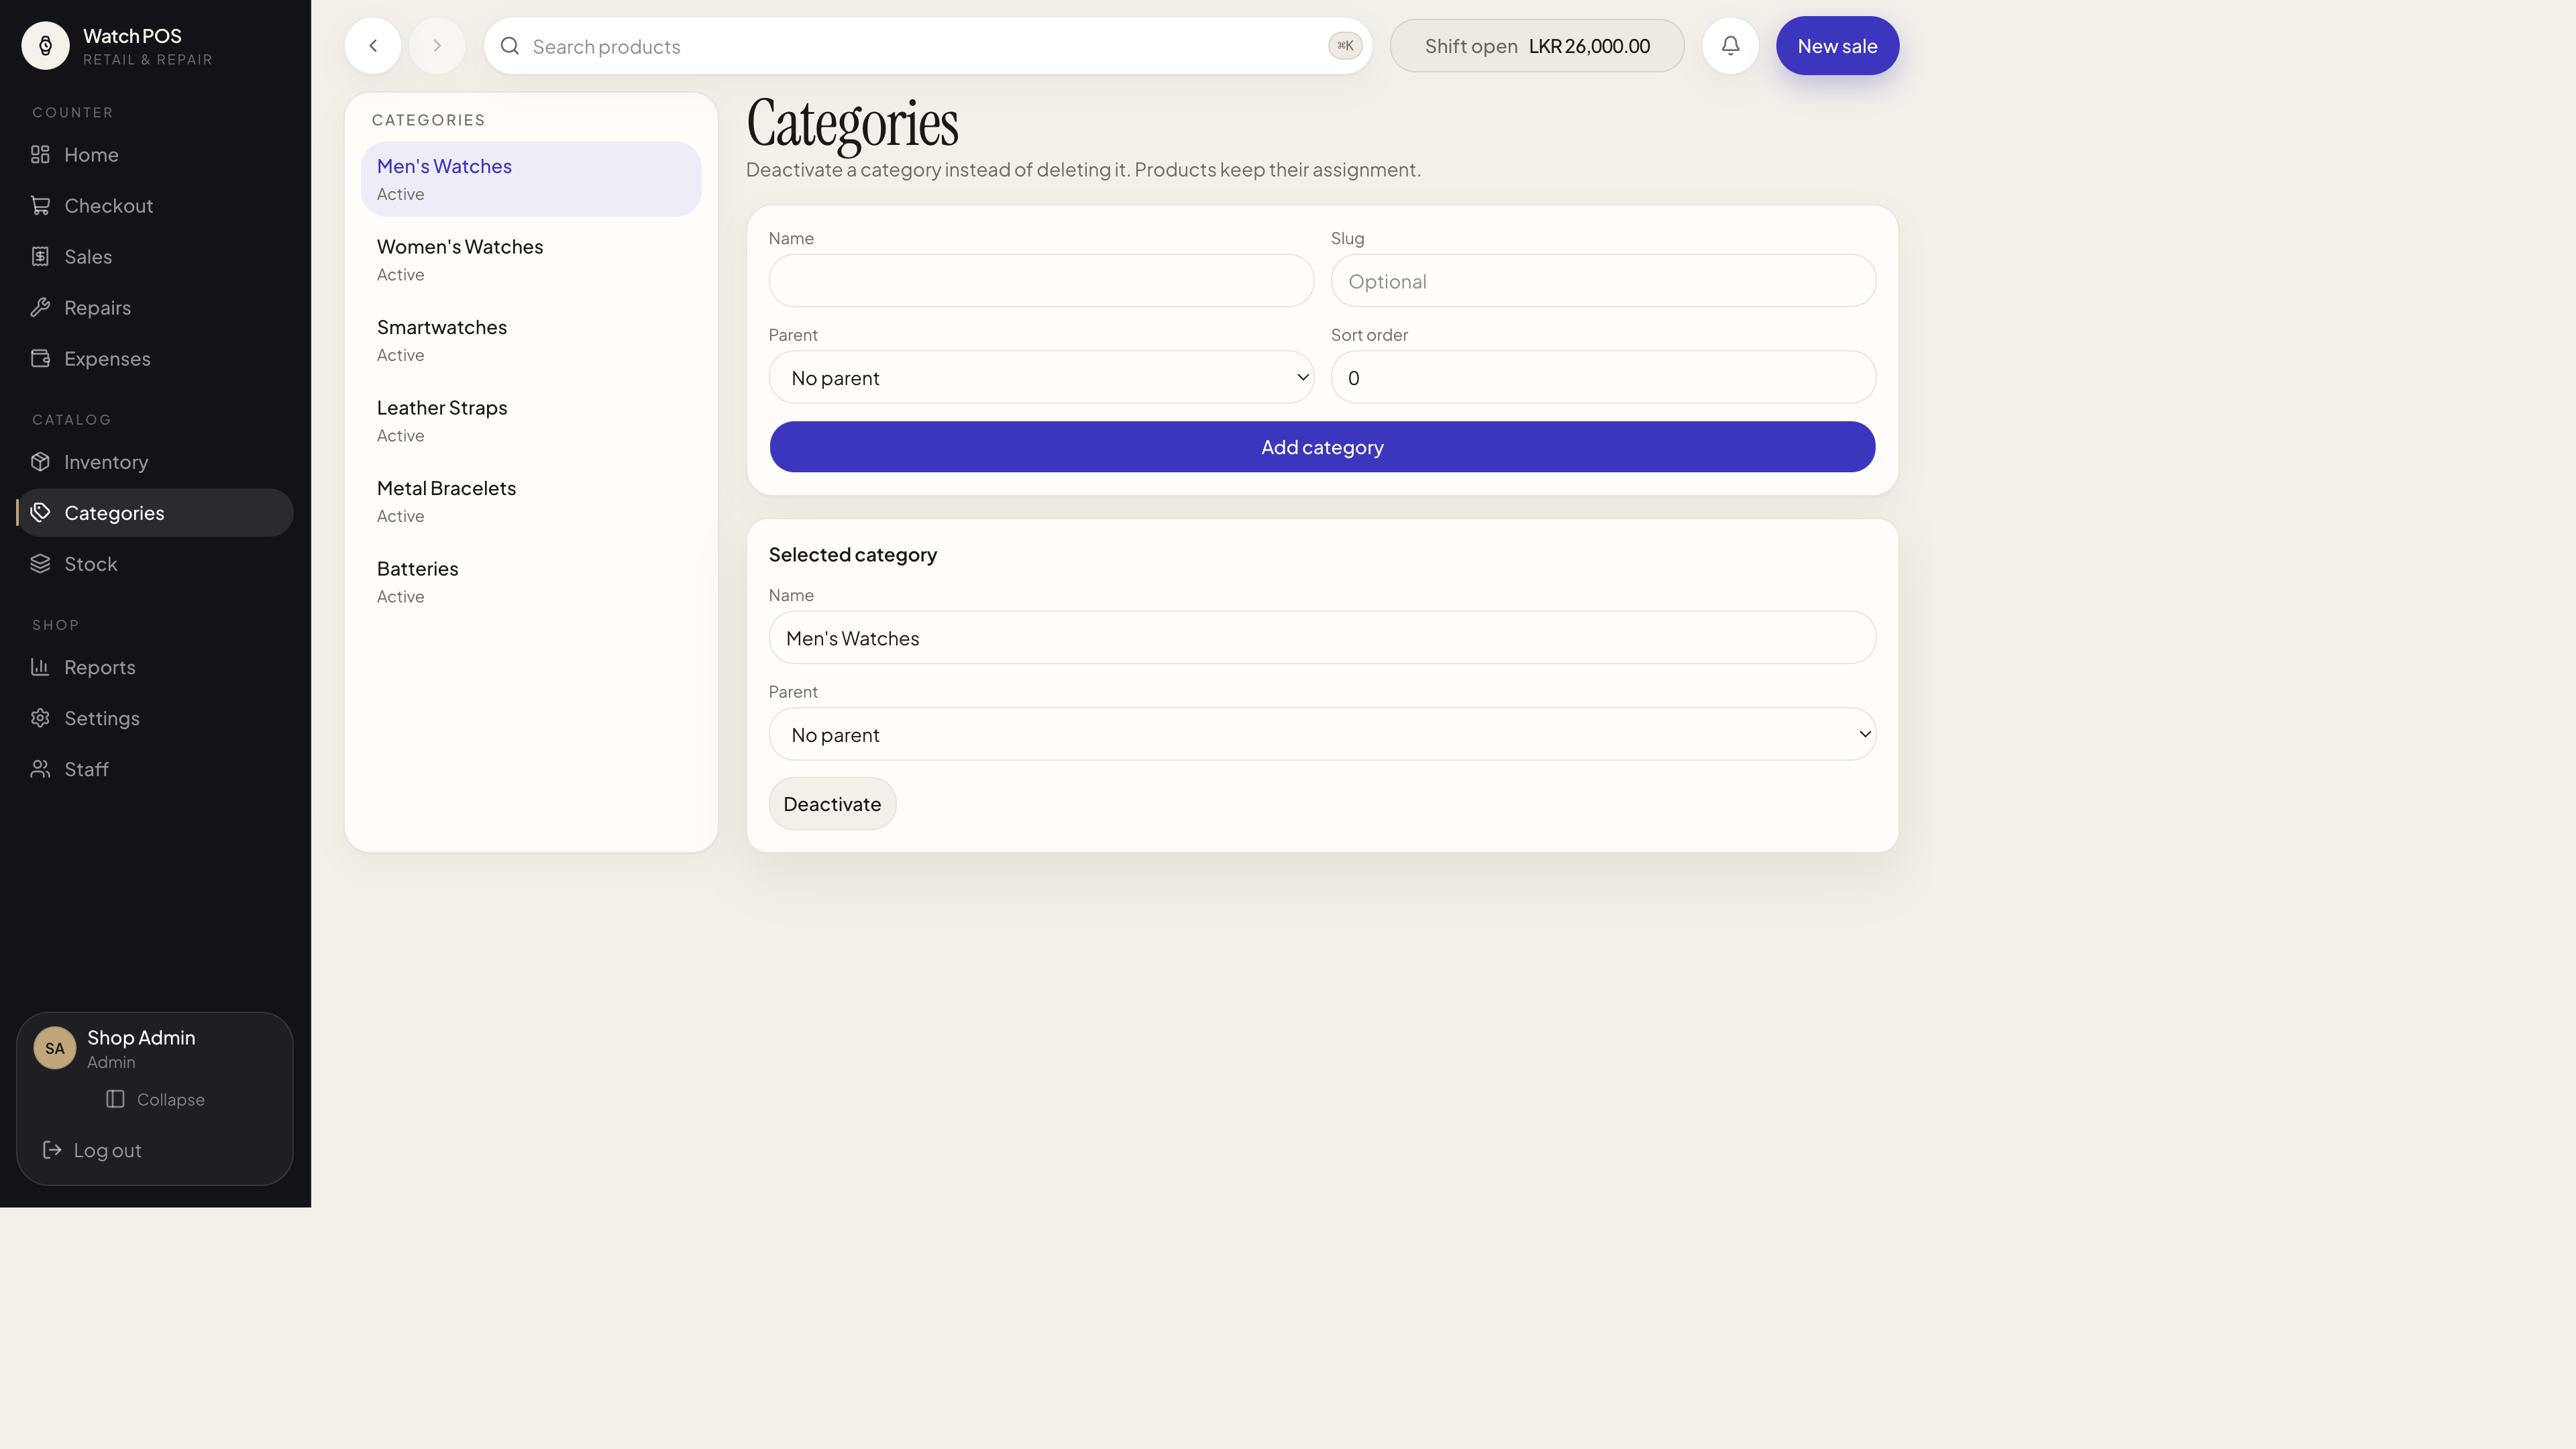 Watch POS
RETAIL & REPAIR
COUNTER
Home
Checkout
Sales
Repairs
Expenses
CATALOG
Inventory
Categories
Stock
SHOP
Reports
Settings
Staff
SA
Shop Admin
Admin
Collapse
Log out
Search products
⌘K
Shift open LKR 26,000.00
New sale
CATEGORIES
Men's Watches
Active
Women's Watches
Active
Smartwatches
Active
Leather Straps
Active
Metal Bracelets
Active
Batteries
Active
Categories
Deactivate a category instead of deleting it. Products keep their assignment.
Name
Slug
Optional
Parent
Sort order
No parent
0
Add category
Selected category
Name
Men's Watches
Parent
No parent
Deactivate